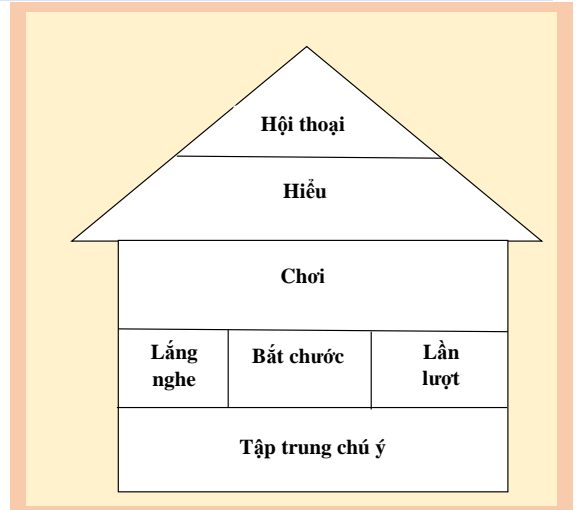 Hội thoại
Hiểu
Chơi
Lắng
nghe
Bắt chước
Lần
lượt
Tập trung chú ý